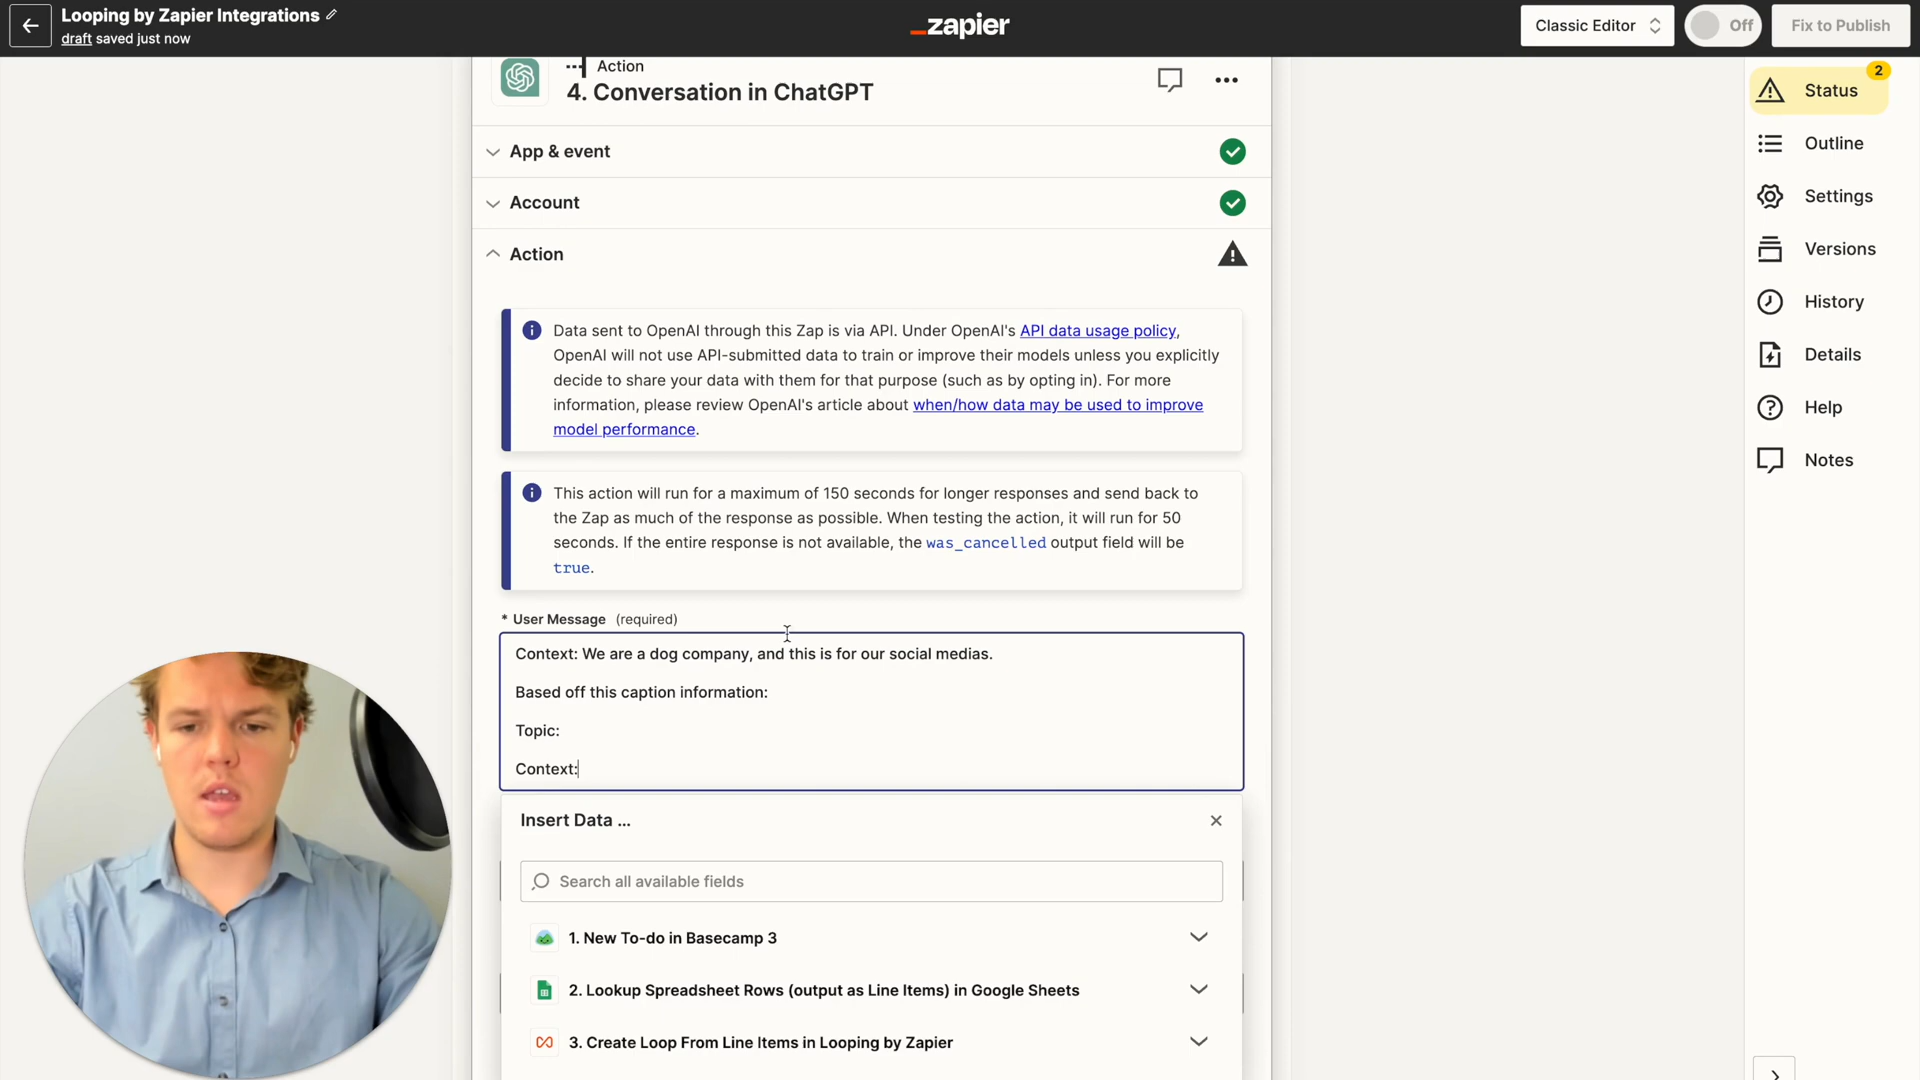 Looping by Zapier Integrations
draft saved just now
zapier
Classic Editor
Off
Fix to Publish
Action
4. Conversation in ChatGPT
App & event
Account
Action
Data sent to OpenAI through this Zap is via API. Under OpenAI's API data usage policy,
OpenAI will not use API-submitted data to train or improve their models unless you explicitly
decide to share your data with them for that purpose (such as by opting in). For more
information, please review OpenAI's article about when/how data may be used to improve
model performance.
This action will run for a maximum of 150 seconds for longer responses and send back to
the Zap as much of the response as possible. When testing the action, it will run for 50
seconds. If the entire response is not available, the was_cancelled output field will be
true.
* User Message (required)
Context: We are a dog company, and this is for our social medias.
Based off this caption information:
Topic:
Context:
Insert Data ...
Search all available fields
1. New To-do in Basecamp 3
2. Lookup Spreadsheet Rows (output as Line Items) in Google Sheets
3. Create Loop From Line Items in Looping by Zapier
2
Status
Outline
Settings
Versions
History
Details
Help
Notes